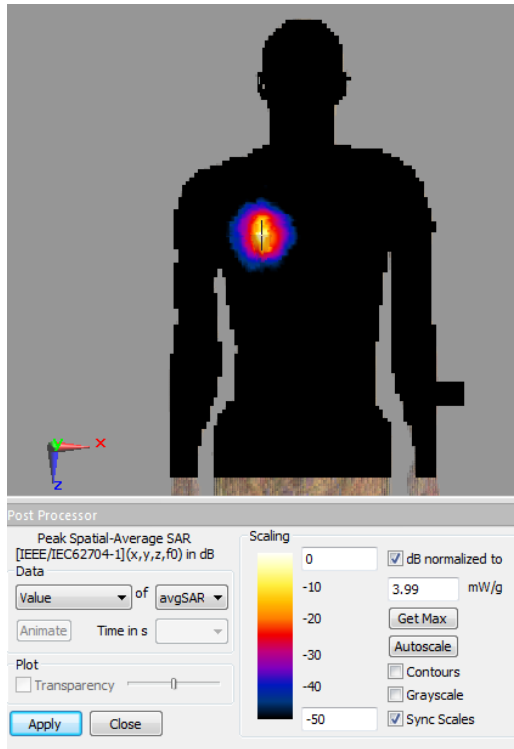 x
z
Post Processor
Peak Spatial-Average SAR
[IEEE/IEC62704-1](x,y,z,f0) in dB
Data
Value of avgSAR
Animate Time in s
Plot
Transparency
Apply Close
Scaling
0 dB normalized to
-10 3.99 mW/g
-20 Get Max
-30 Autoscale
Contours
-40 Grayscale
-50 Sync Scales